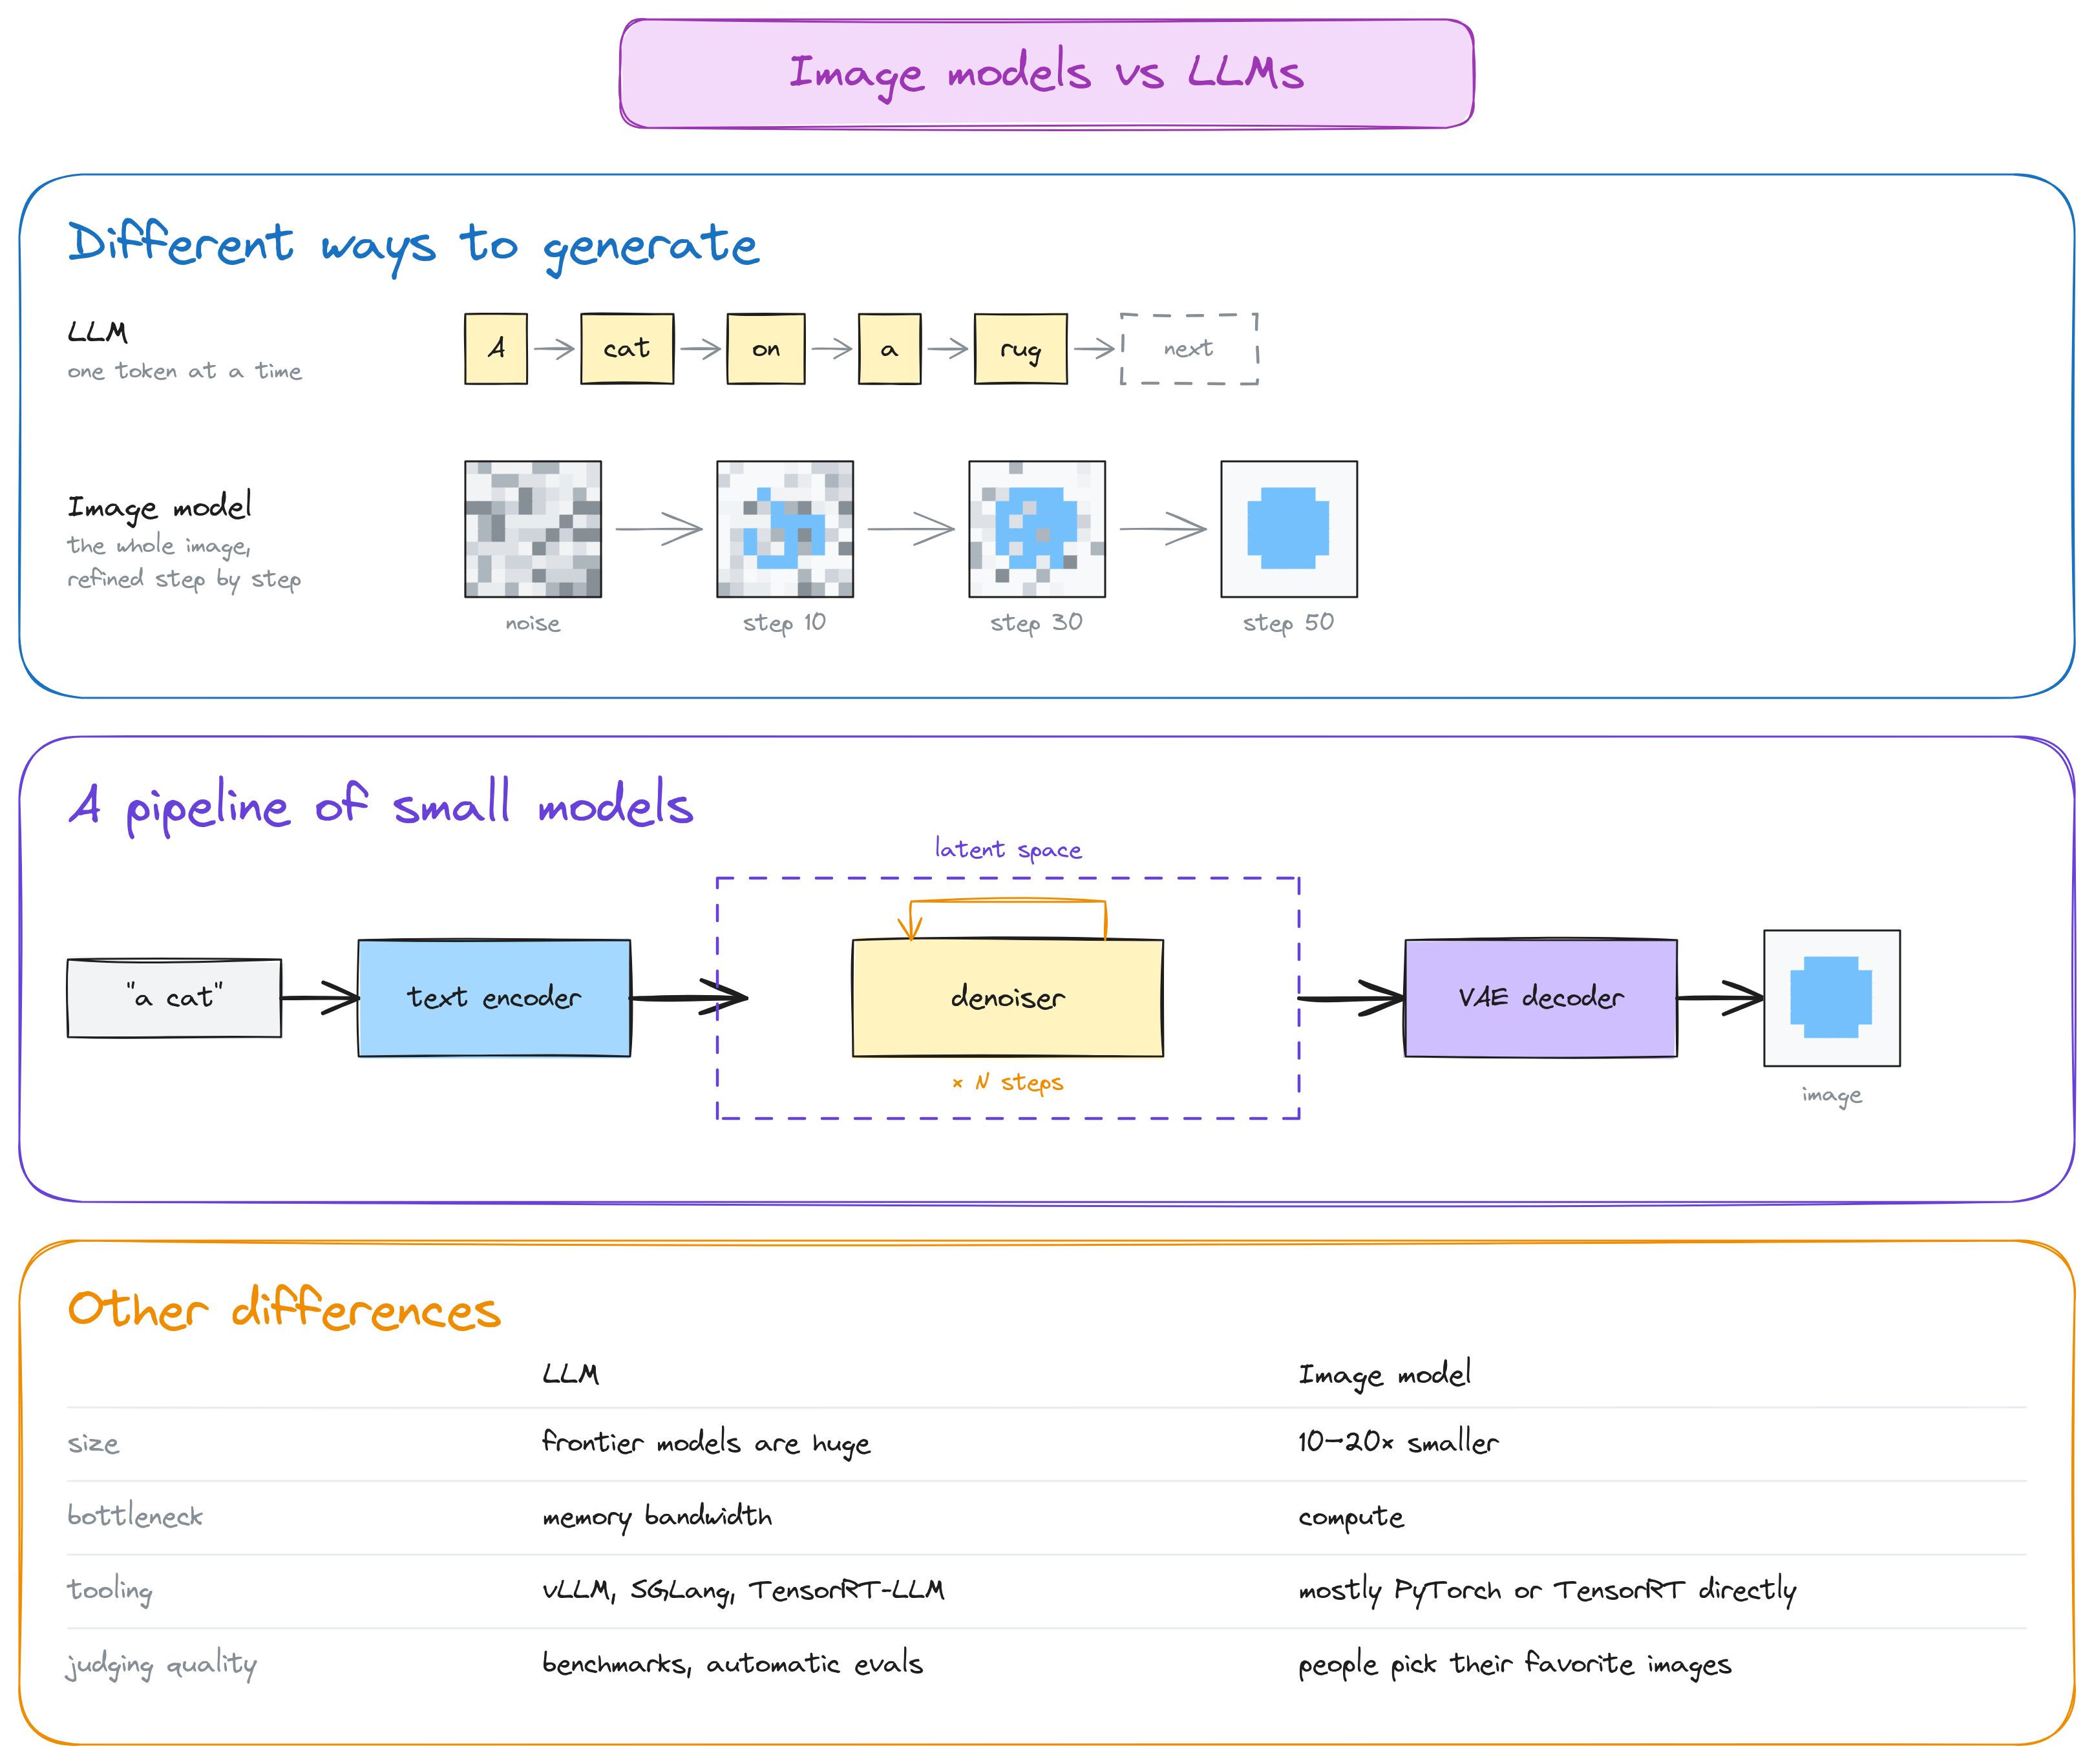 Image models vs LLMs
Different ways to generate
LLM
one token at a time
A
cat
on
a
rug
next
Image model
the whole image,
refined step by step
noise
step 10
step 30
step 50
A pipeline of small models
latent space
"a cat"
text encoder
denoiser
VAE decoder
× N steps
image
Other differences
LLM
Image model
size
frontier models are huge
10–20× smaller
bottleneck
memory bandwidth
compute
tooling
vLLM, SGLang, TensorRT-LLM
mostly PyTorch or TensorRT directly
judging quality
benchmarks, automatic evals
people pick their favorite images